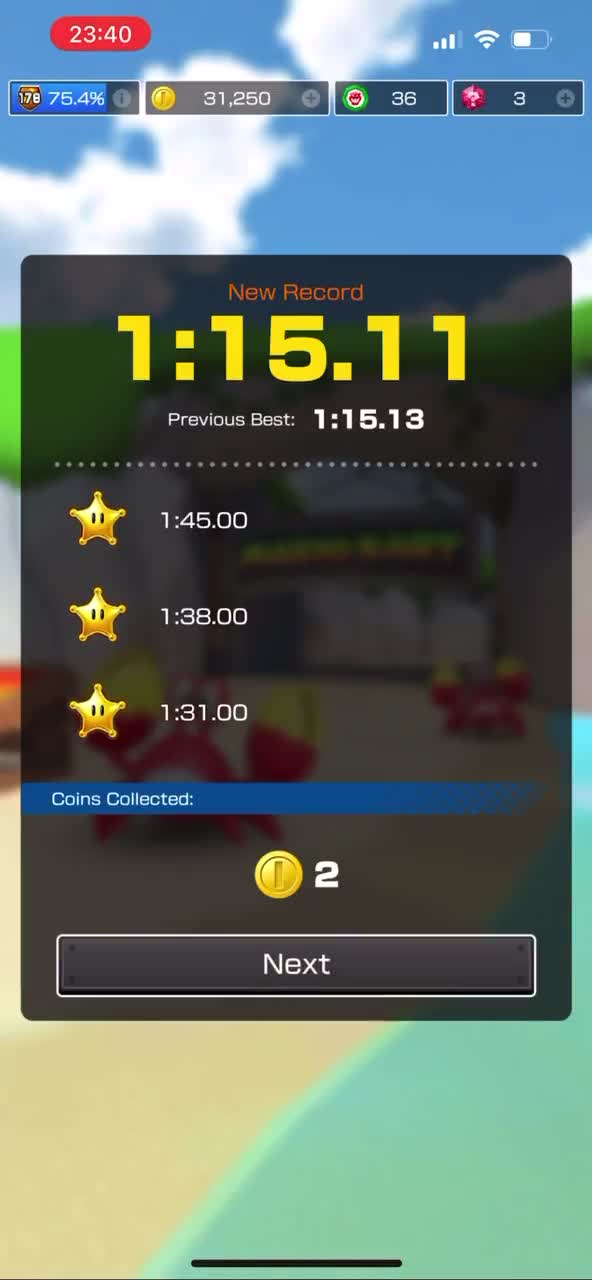 23:40
178 75.4% i 31,250 + 36 3 +
New Record
1:15.11
Previous Best: 1:15.13
1:45.00
1:38.00
1:31.00
Coins Collected:
2
Next